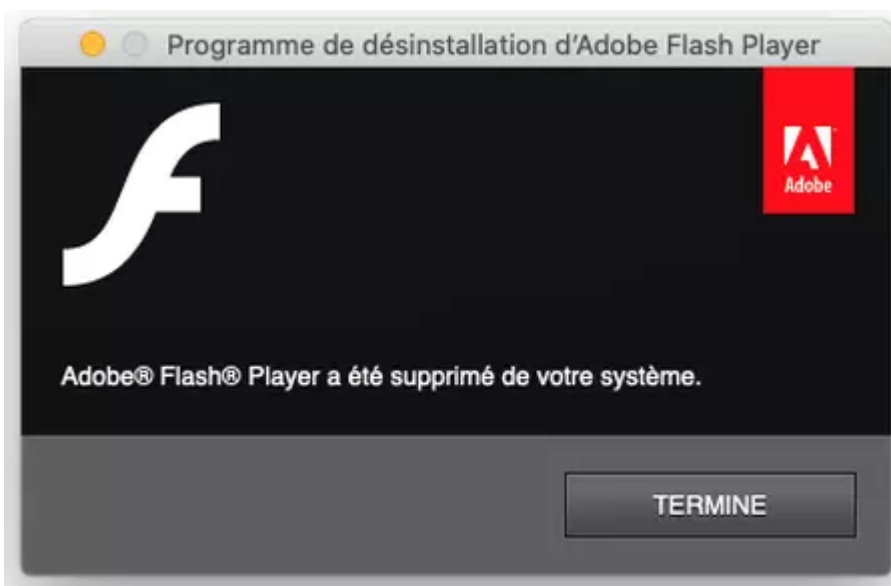 Programme de désinstallation d'Adobe Flash Player
Adobe
Adobe® Flash® Player a été supprimé de votre système.
TERMINE